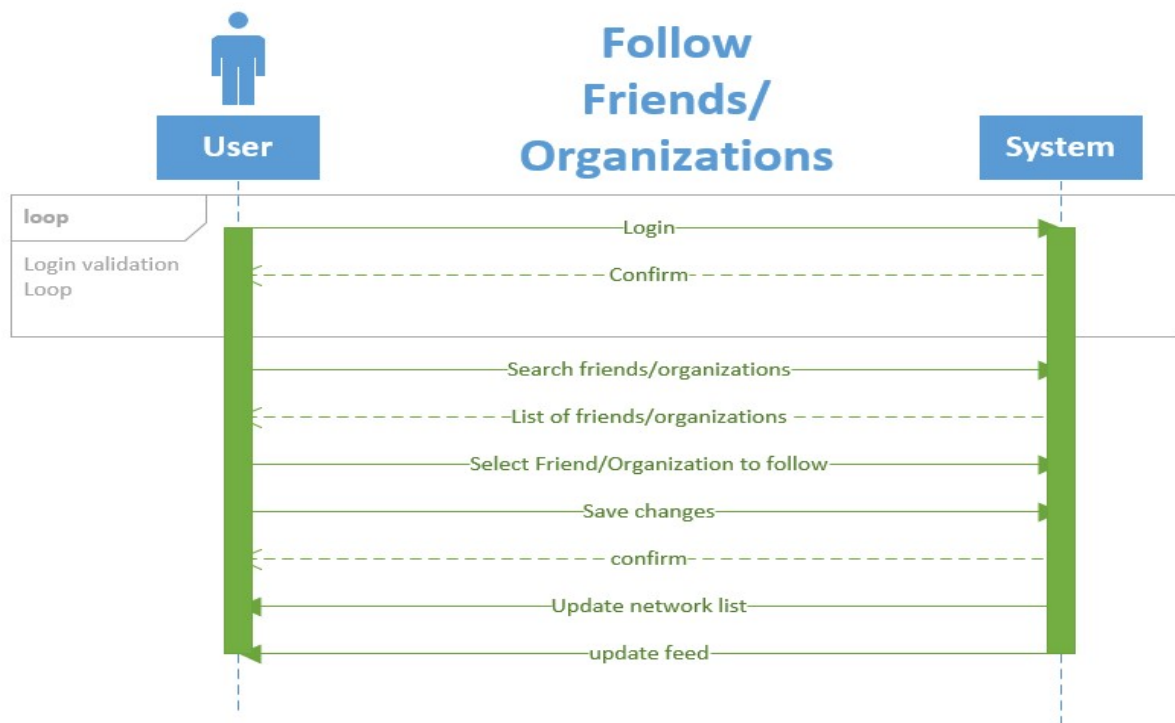 Follow
Friends/
Organizations
User
System
loop
Login validation
Loop
Login
Confirm
Search friends/organizations
List of friends/organizations
Select Friend/Organization to follow
Save changes
confirm
Update network list
update feed